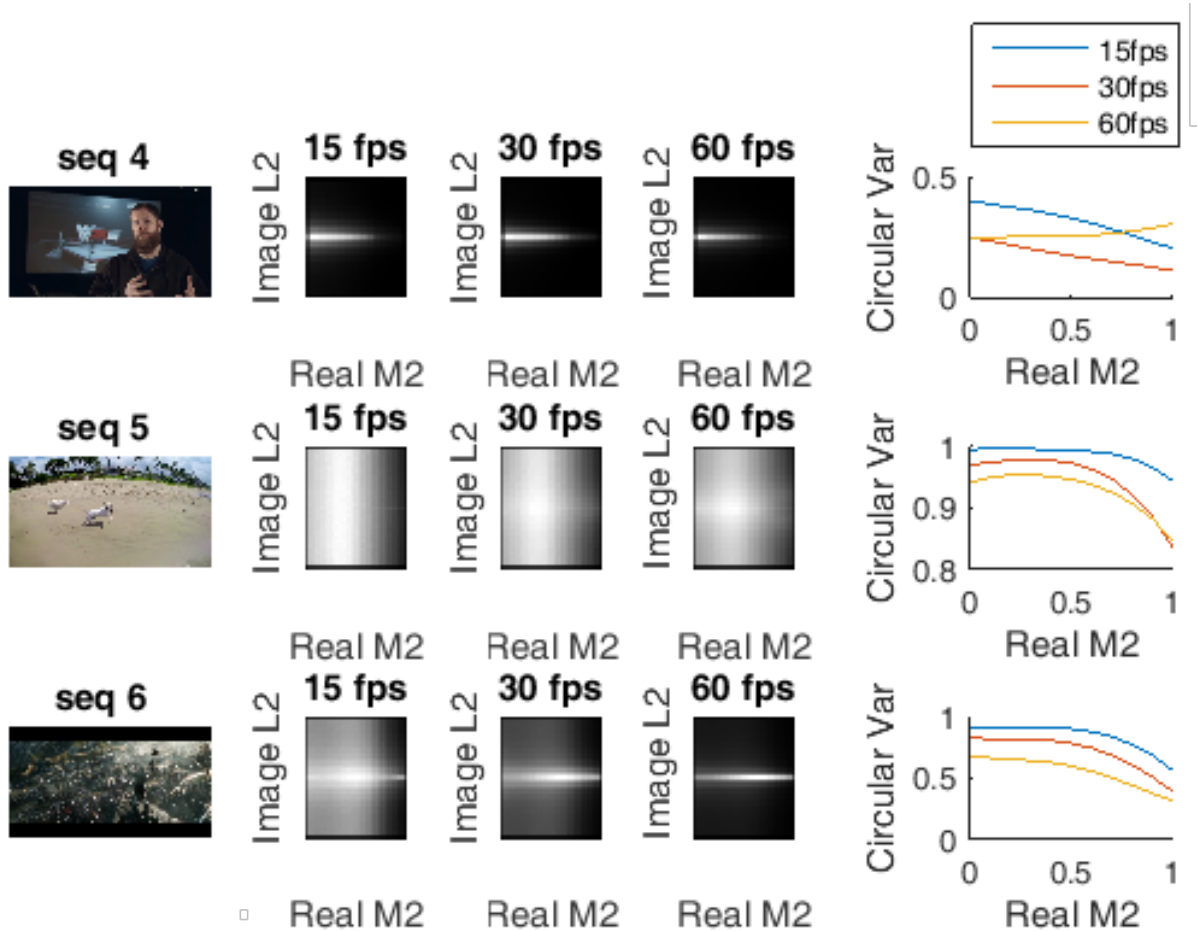 15fps
30fps
60fps
seq 4
Image L2
15 fps
Real M2
Image L2
30 fps
Real M2
Image L2
60 fps
Real M2
Circular Var
0.5
0
0
0.5
1
Real M2
seq 5
Image L2
15 fps
Real M2
Image L2
30 fps
Real M2
Image L2
60 fps
Real M2
Circular Var
1
0.9
0.8
0
0.5
1
Real M2
seq 6
Image L2
15 fps
Real M2
Image L2
30 fps
Real M2
Image L2
60 fps
Real M2
Circular Var
1
0.5
0
0
0.5
1
Real M2